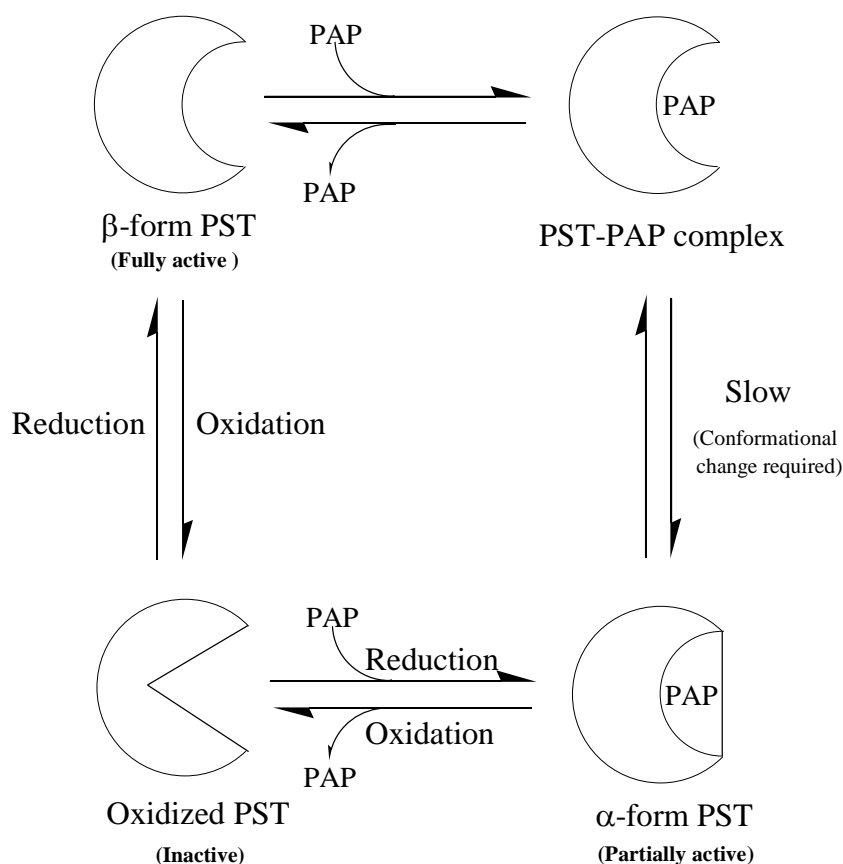 PAP
PAP
PAP
β-form PST
(Fully active )
PST-PAP complex
Reduction
Oxidation
Slow
(Conformational
change required)
PAP
Reduction
PAP
Oxidation
PAP
Oxidized PST
(Inactive)
α-form PST
(Partially active)